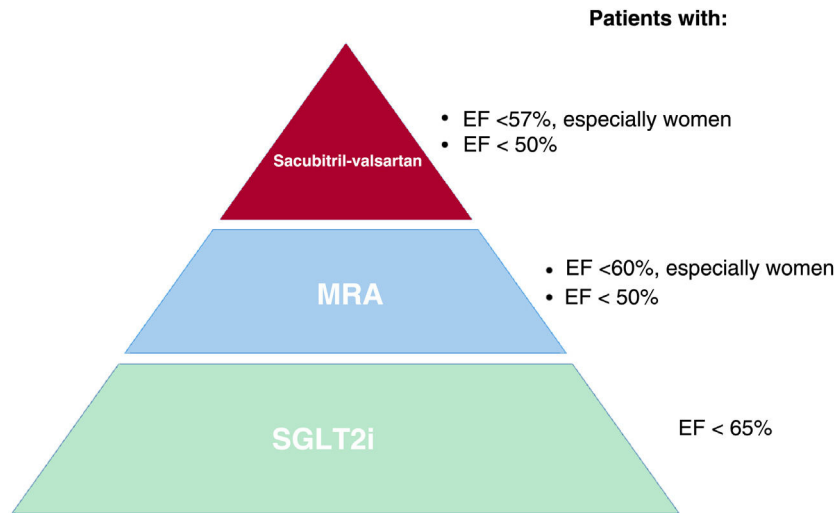 Patients with:
• EF <57%, especially women
• EF < 50%
Sacubitril-valsartan
• EF <60%, especially women
• EF < 50%
MRA
EF < 65%
SGLT2i